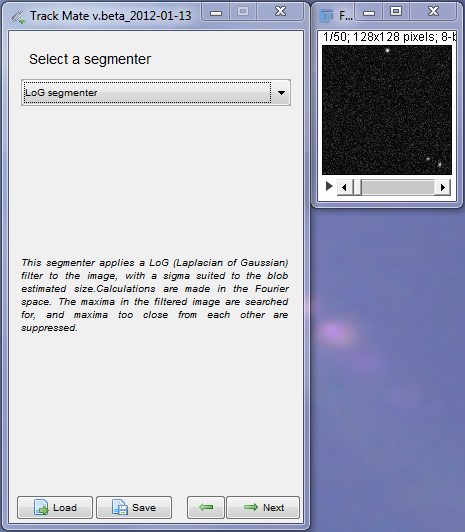 Track Mate v.beta_2012-01-13
Select a segmenter
LoG segmenter
This segmenter applies a LoG (Laplacian of Gaussian)
filter to the image, with a sigma suited to the blob
estimated size.Calculations are made in the Fourier
space. The maxima in the filtered image are searched
for, and maxima too close from each other are
suppressed.
Load
Save
Next
F...
1/50; 128x128 pixels; 8-b